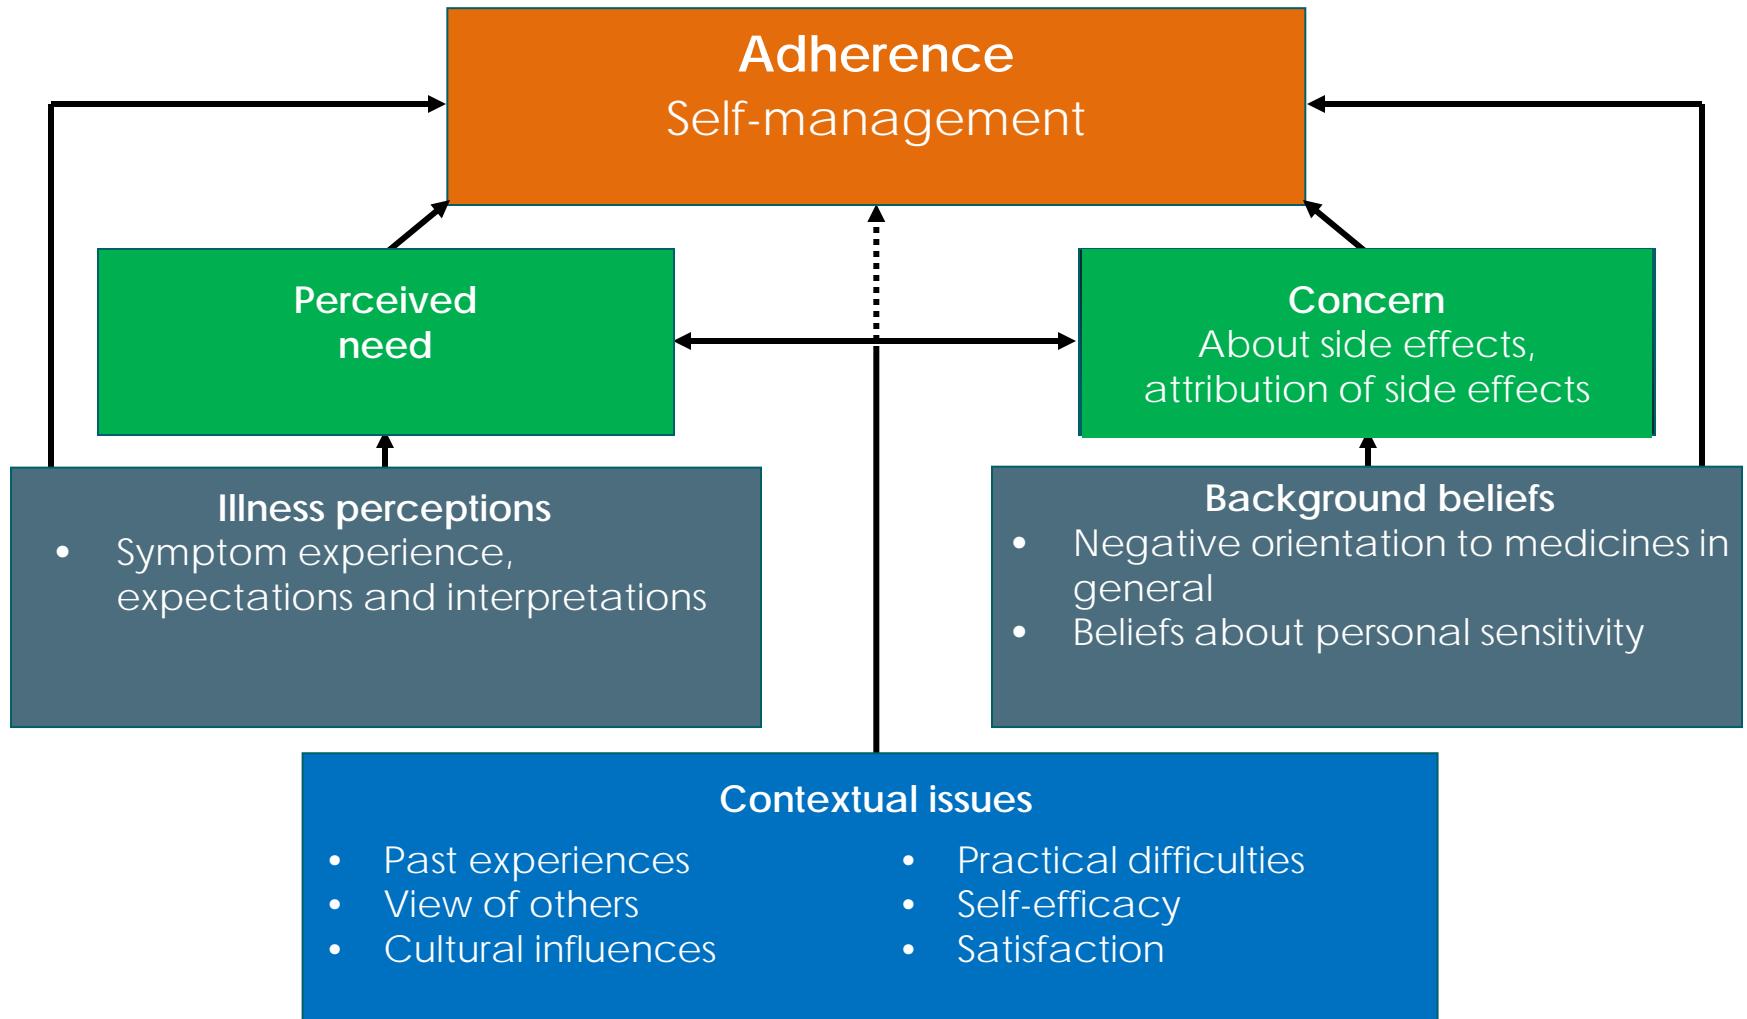 Adherence
Self-management
Perceived
need
Concern
About side effects,
attribution of side effects
Illness perceptions
• Symptom experience,
expectations and interpretations
Background beliefs
• Negative orientation to medicines in
general
• Beliefs about personal sensitivity
Contextual issues
• Past experiences
• View of others
• Cultural influences
• Practical difficulties
• Self-efficacy
• Satisfaction